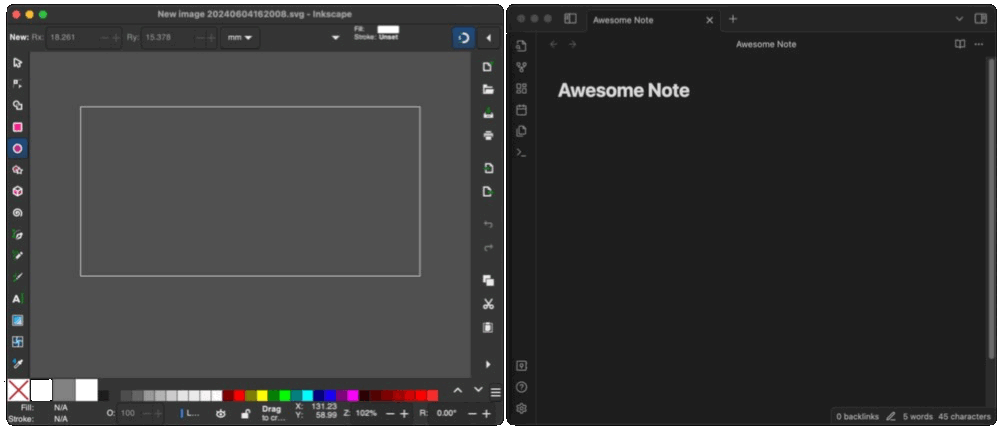 New image 20240604162008.svg - Inkscape
New: Rx: 18.261 Ry: 15.378 mm Fill: Stroke: Unset
Fill: N/A
Stroke: N/A
O: 100
L...
Drag
to cr...
X: 131.23
Y: 58.99
Z: 102%
R: 0.00°
Awesome Note
Awesome Note
Awesome Note
0 backlinks 5 words 45 characters